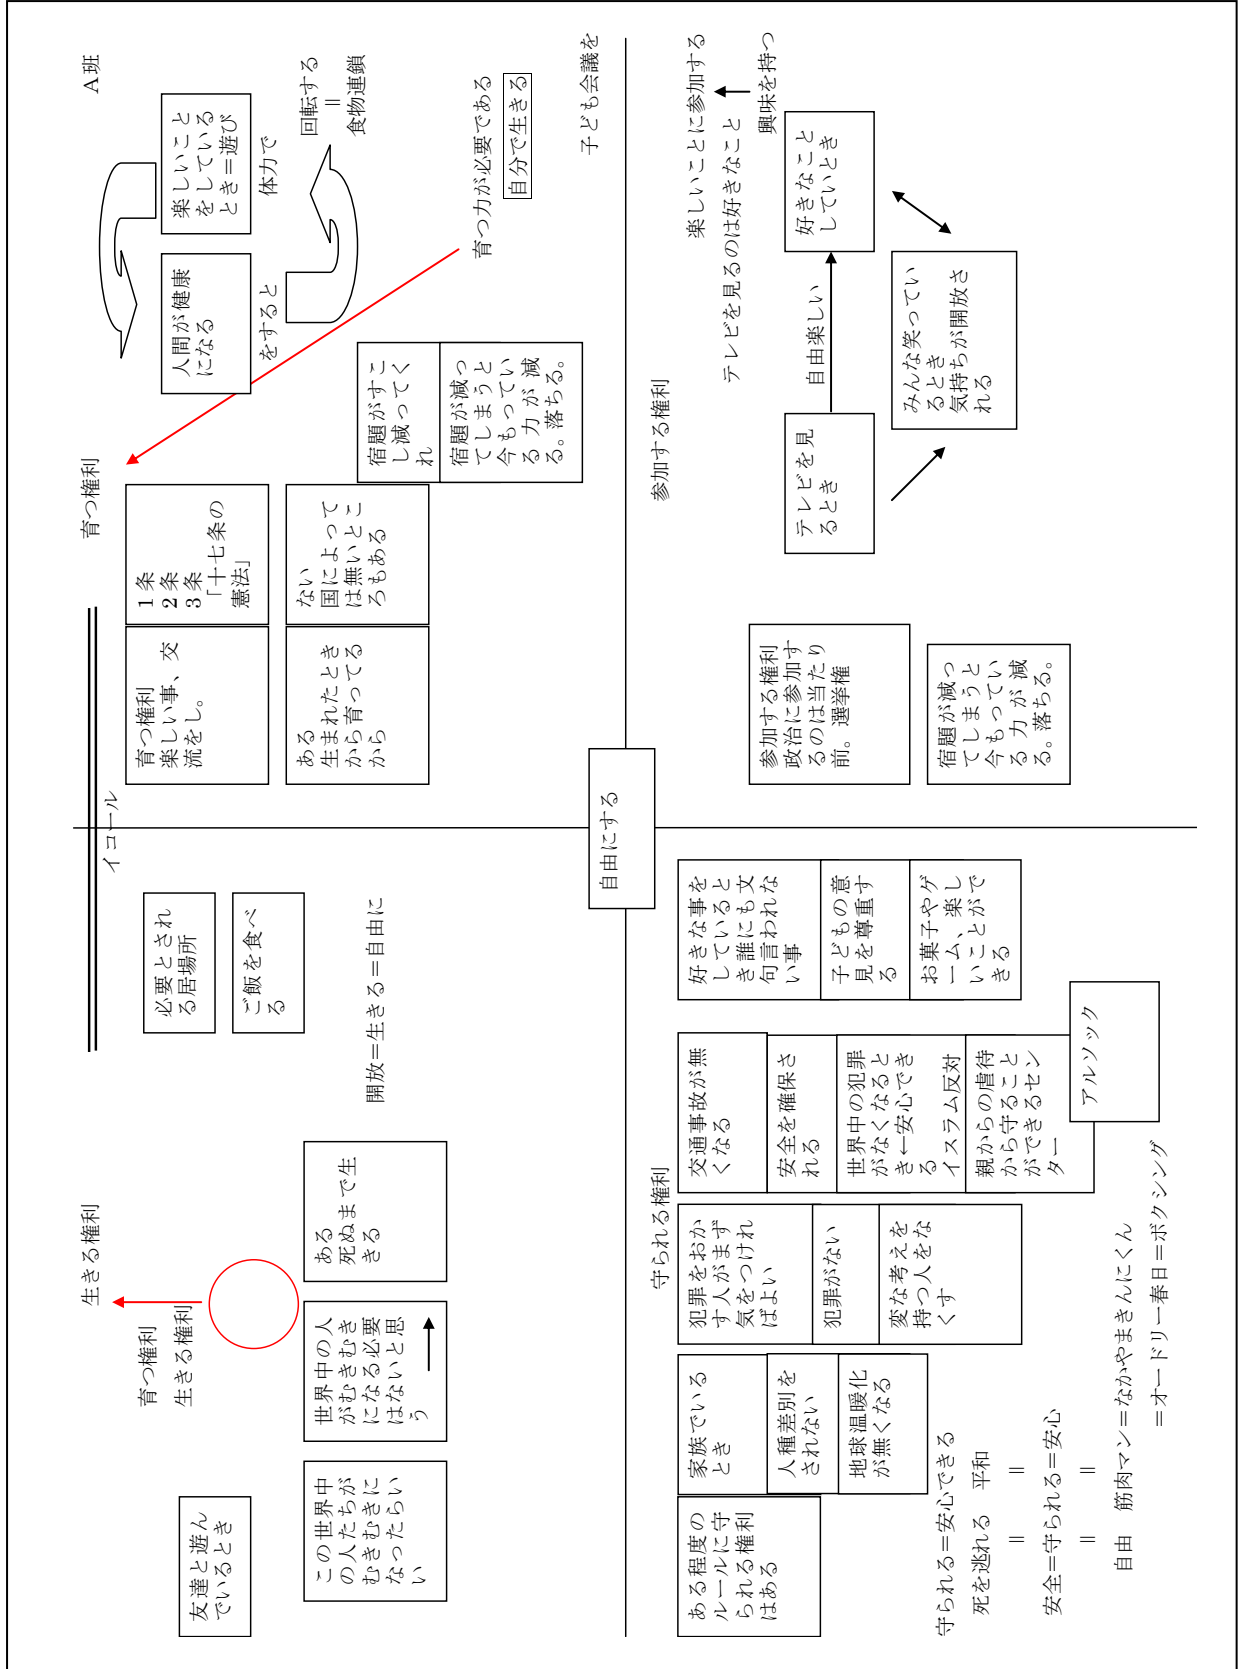 A班
生きる権利
育つ権利
生きる権利
友達と遊ん
でいるとき
この世界中
の人たちが
むきむきに
なったらい
い
世界中の人
がむきむき
になる必要
はないと思
う
ある
死ぬまで生
きる
必要とされ
る居場所
ご飯を食べ
る
開放＝生きる＝自由に
イコール
育つ権利
育つ権利
楽しい事、交
流をし。
1条
2条
3条
「十七条の
憲法」
ある
生まれたとき
から育ってる
から
ない
国によって
は無いとこ
ろもある
宿題がすこ
し減ってく
れ
宿題が減っ
てしまうと
今もってい
る力が減
る。落ちる。
人間が健康
になる
楽しいこと
をしている
とき＝遊び
をすると
体力で
回転する
＝
食物連鎖
育つ力が必要である
自分で生きる
子ども会議を
自由にする
守られる権利
ある程度の
ルールに守
られる権利
はある
家族でいる
とき
人種差別を
されない
地球温暖化
が無くなる
犯罪をおか
す人がまず
気をつけれ
ばよい
犯罪がない
変な考えを
持つ人をな
くす
交通事故が無
くなる
安全を確保さ
れる
世界中の犯罪
がなくなると
き←安心でき
る
イスラム反対
親からの虐待
から守ること
ができるセン
ター
アルソック
好きな事を
していると
き誰にも文
句言われな
い事
子どもの意
見を尊重す
る
お菓子やゲ
ーム、楽し
いことがで
きる
守られる＝安心できる
死を逃れる　平和
＝　＝
安全＝守られる＝安心
＝　＝
自由　筋肉マン＝なかやまきんにくん
＝オードリー春日＝ボクシング
参加する権利
参加する権利
政治に参加す
るのは当たり
前。選挙権
宿題が減っ
てしまうと
今もってい
る力が減
る。落ちる。
テレビを見
るとき
自由楽しい
好きなこと
していとき
みんな笑ってい
るとき
気持ちが開放さ
れる
楽しいことに参加する
テレビを見るのは好きなこと
興味を持つ